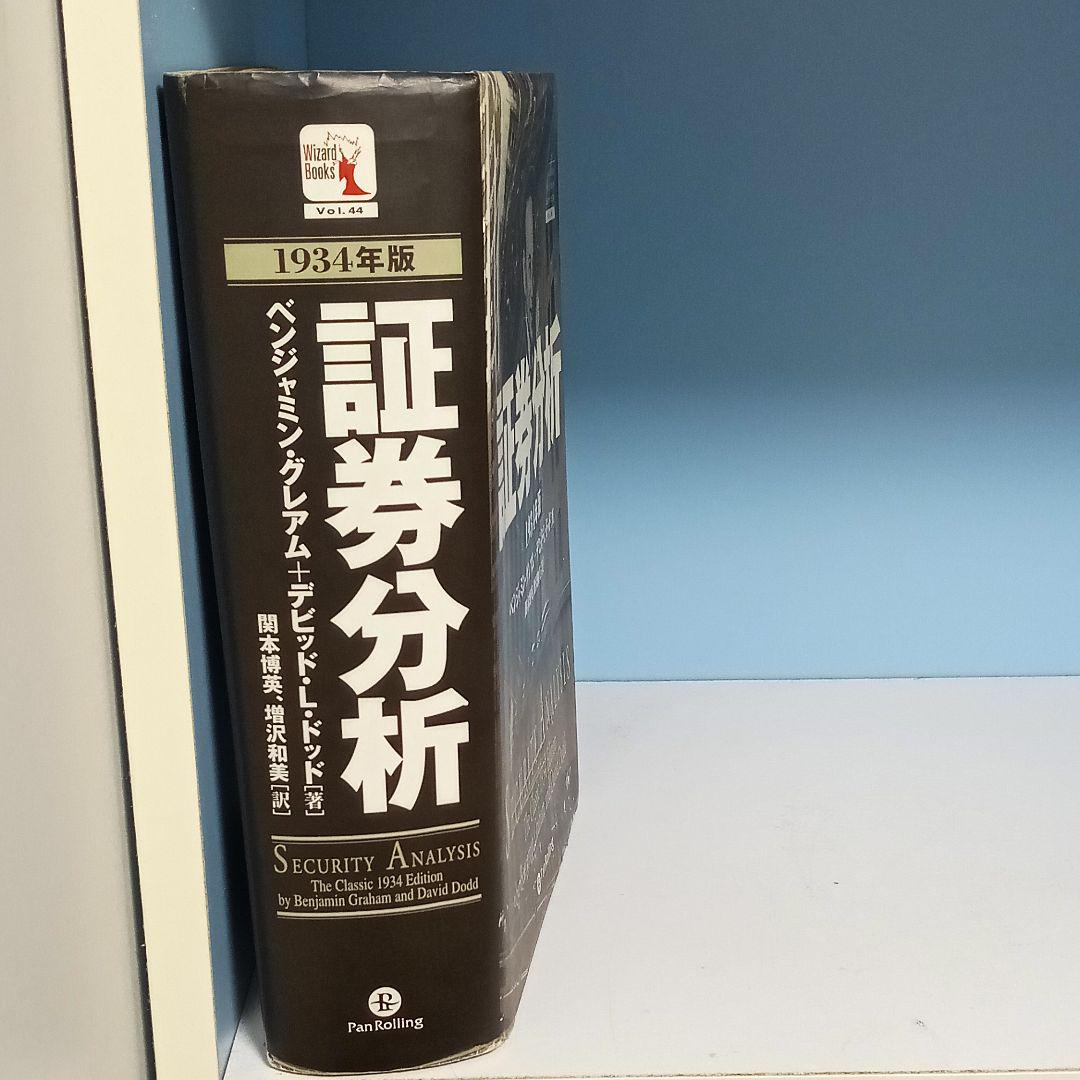 Wizard
Books
Vol.44
1934年版
証券分析
ベンジャミン・グレアム+デビッド・L・ドッド[著]
関本博英、増沢和美[訳]
SECURITY ANALYSIS
The Classic 1934 Edition
by Benjamin Graham and David Dodd
PanRolling
証券分析